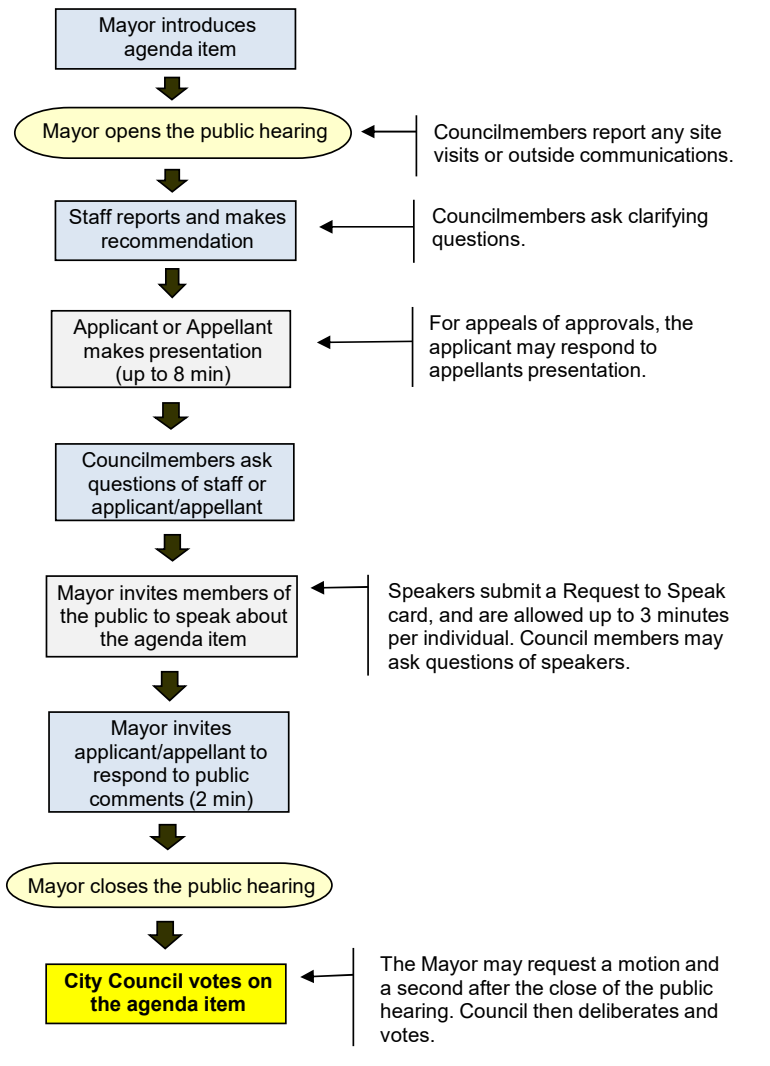 Mayor introduces
agenda item
Mayor opens the public hearing
Councilmembers report any site
visits or outside communications.
Staff reports and makes
recommendation
Councilmembers ask clarifying
questions.
Applicant or Appellant
makes presentation
(up to 8 min)
For appeals of approvals, the
applicant may respond to
appellants presentation.
Councilmembers ask
questions of staff or
applicant/appellant
Mayor invites members of
the public to speak about
the agenda item
Speakers submit a Request to Speak
card, and are allowed up to 3 minutes
per individual. Council members may
ask questions of speakers.
Mayor invites
applicant/appellant to
respond to public
comments (2 min)
Mayor closes the public hearing
City Council votes on
the agenda item
The Mayor may request a motion and
a second after the close of the public
hearing. Council then deliberates and
votes.